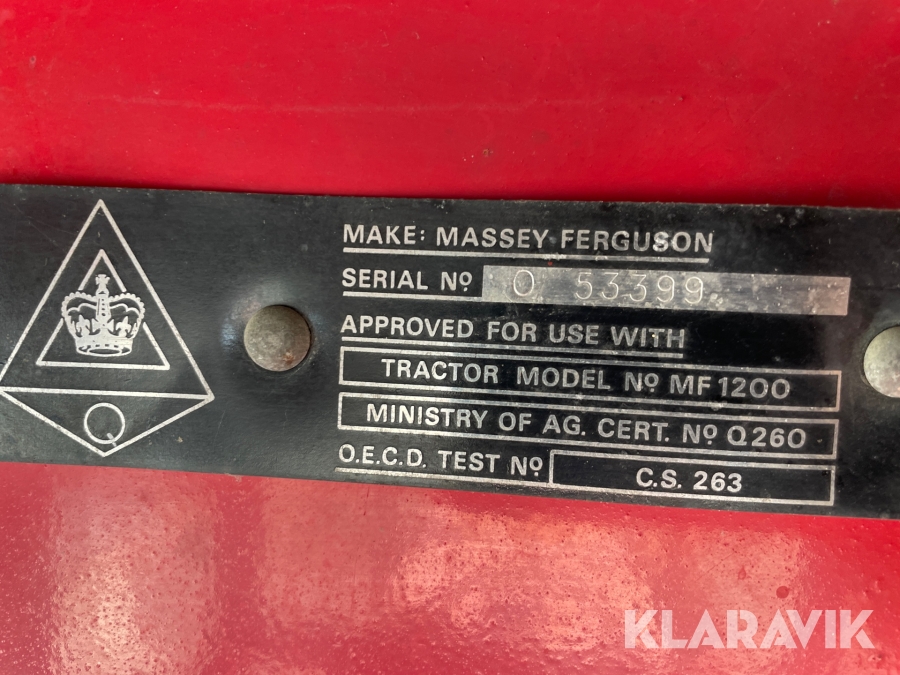 MAKE: MASSEY-FERGUSON
SERIAL Nº O 53399
APPROVED FOR USE WITH
TRACTOR MODEL Nº MF 1200
MINISTRY OF AG. CERT. Nº Q260
O.E.C.D. TEST Nº C.S. 263
Q
KLARAVIK